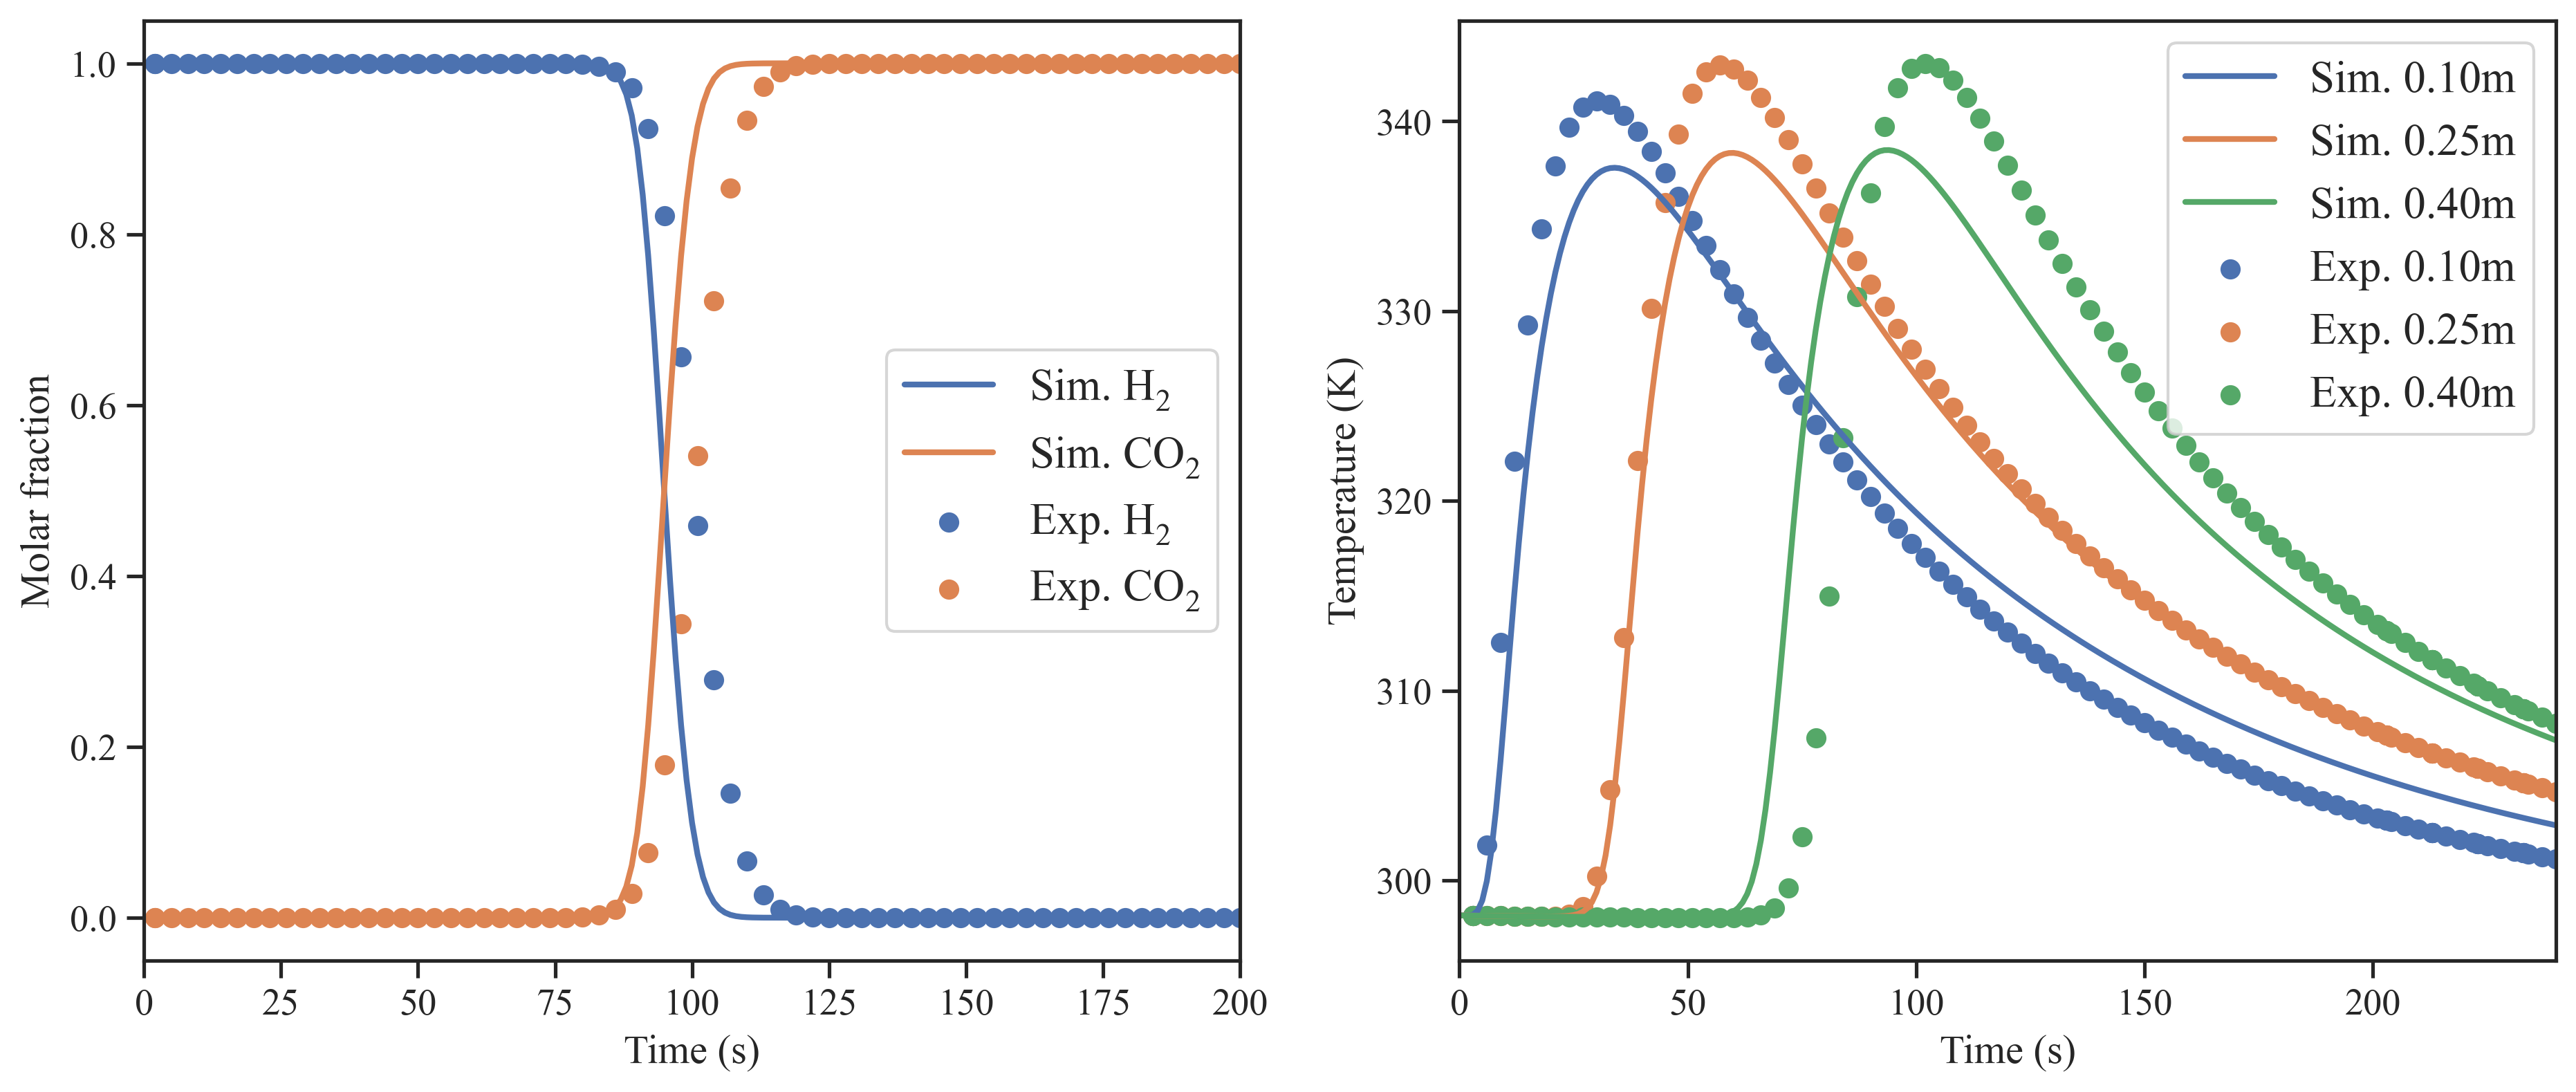 Molar fraction
1.0
0.8
0.6
0.4
0.2
0.0
0 25 50 75 100 125 150 175 200
Time (s)
Sim. H₂
Sim. CO₂
Exp. H₂
Exp. CO₂
Temperature (K)
340
330
320
310
300
0 50 100 150 200
Time (s)
Sim. 0.10m
Sim. 0.25m
Sim. 0.40m
Exp. 0.10m
Exp. 0.25m
Exp. 0.40m